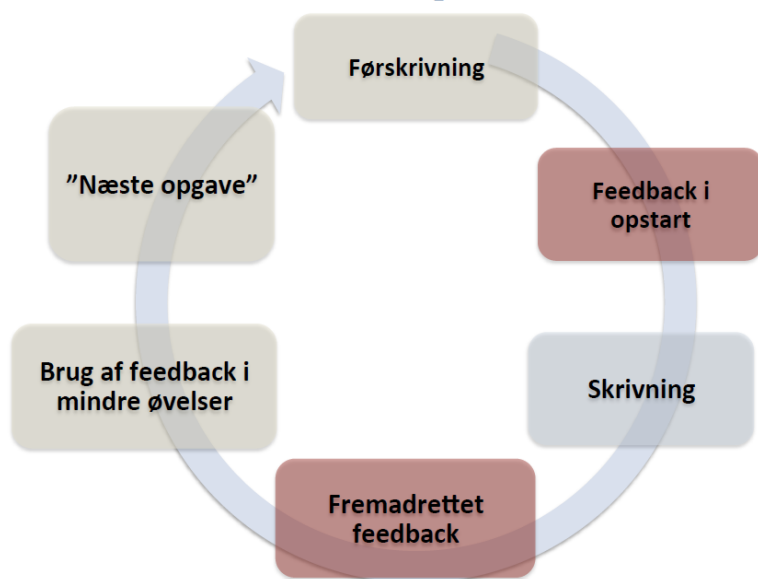 Førskrivning
Feedback i
opstart
Skrivning
Fremadrettet
feedback
Brug af feedback i
mindre øvelser
”Næste opgave”